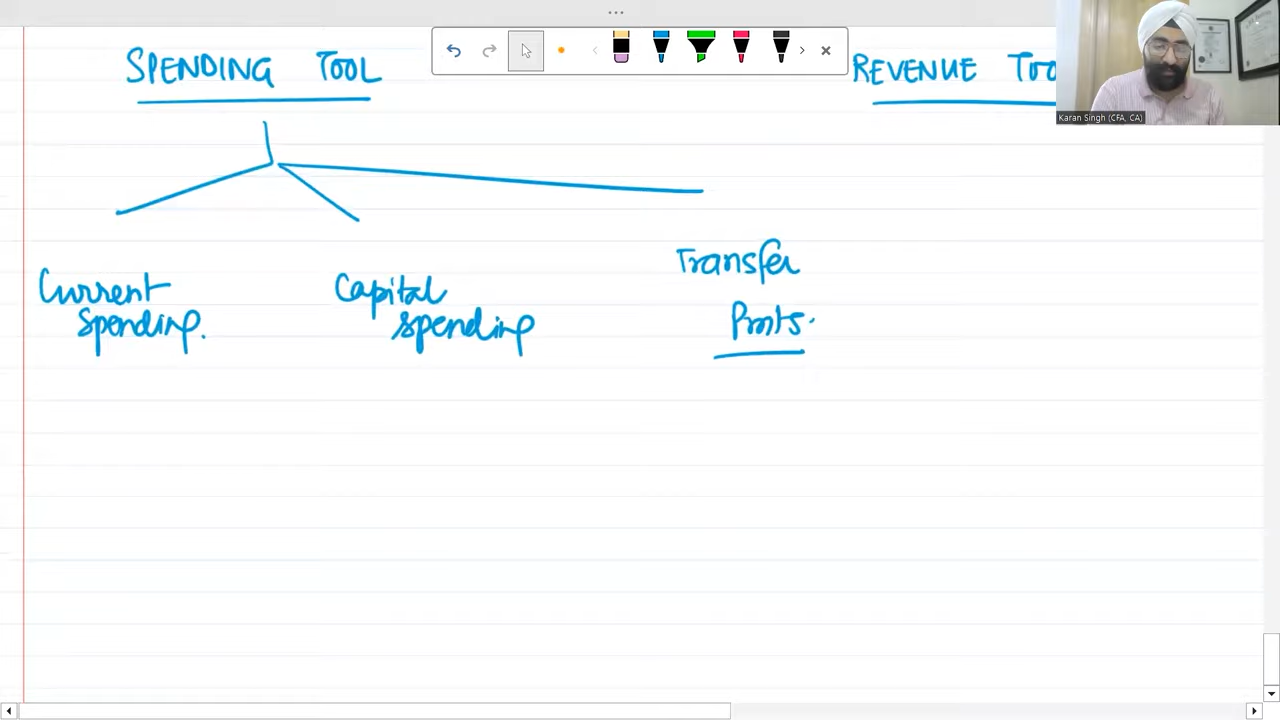 SPENDING TOOL
REVENUE TOO
Karan Singh (CFA, CA)
Current
Spending.
Capital
spending
Transfer
Pmts.